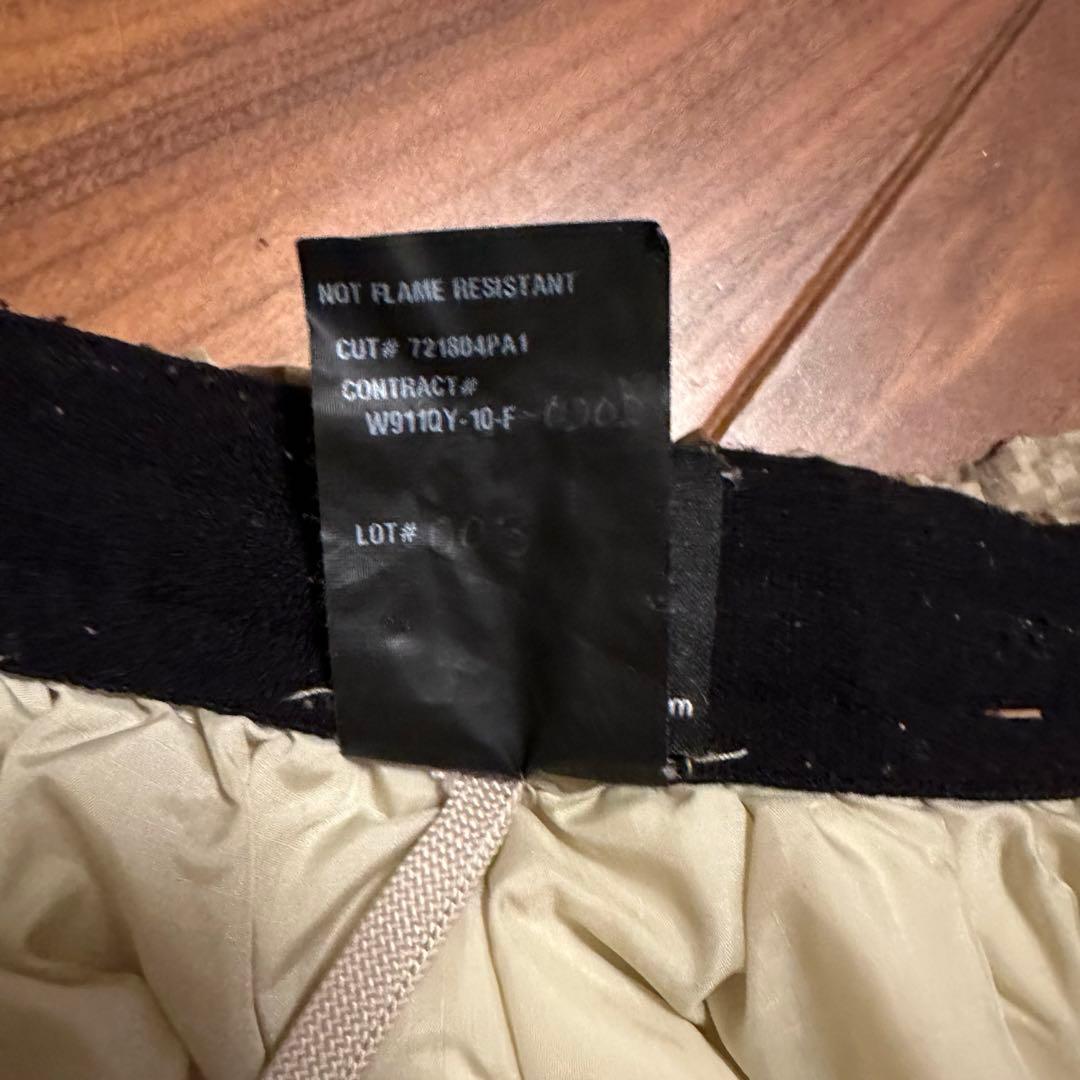 NOT FLAME RESISTANT
CUT# 721804PA1
CONTRACT#
W911QY-10-F
LOT#
m